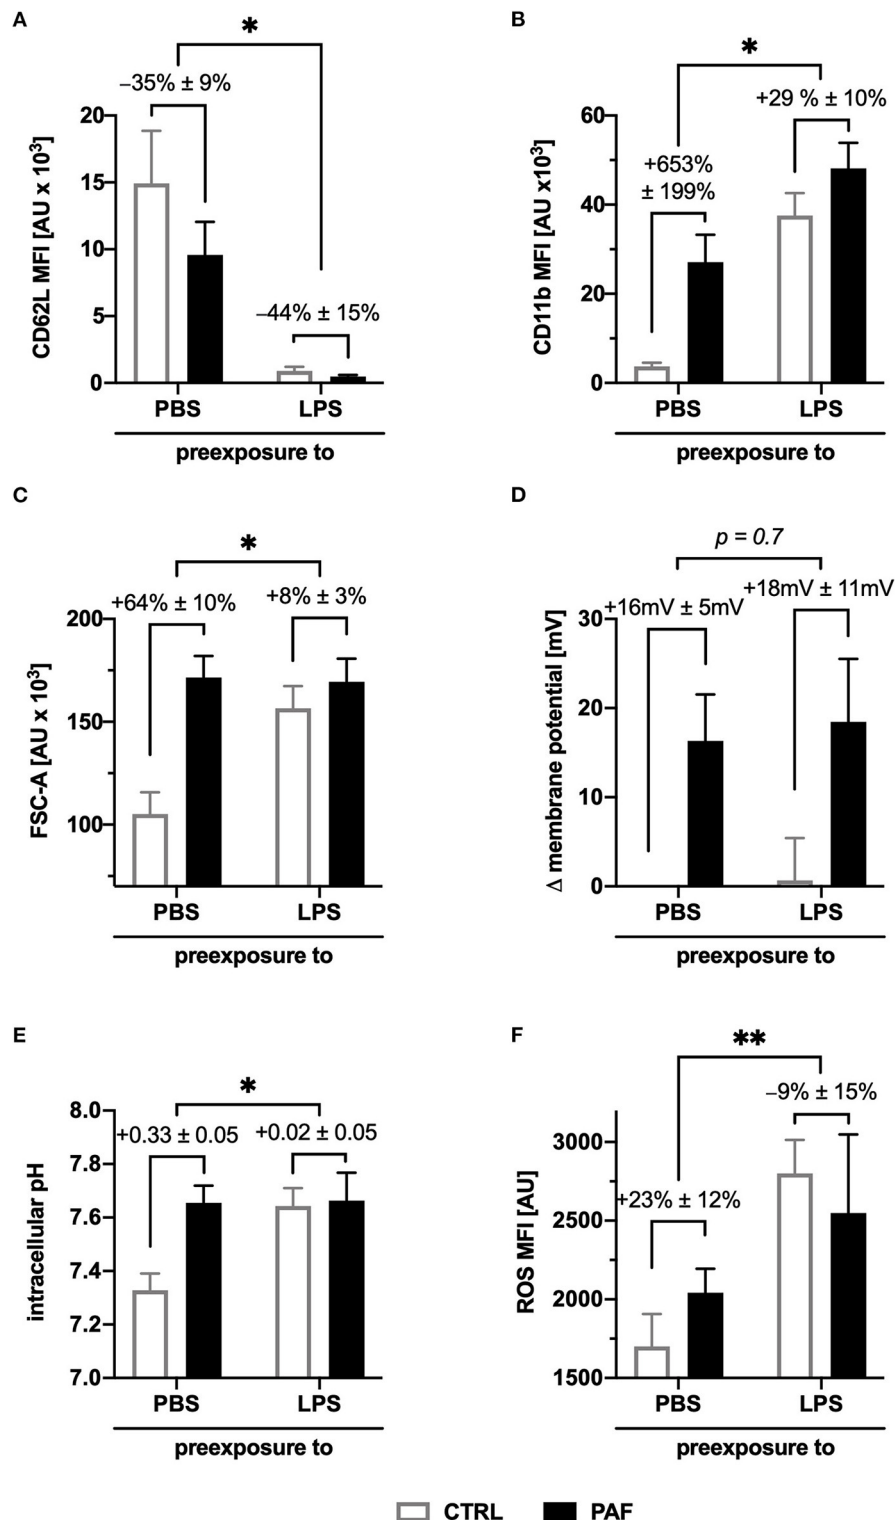 A
*
–35% ± 9%
20
15
10
5
0
CD62L MFI [AU x 10³]
–44% ± 15%
PBS
LPS
preexposure to
B
*
+29 % ± 10%
+653%
± 199%
60
40
20
0
CD11b MFI [AU x10³]
PBS
LPS
preexposure to
C
*
+64% ± 10%
+8% ± 3%
200
150
100
FSC-A [AU x 10³]
PBS
LPS
preexposure to
D
p = 0.7
+16mV ± 5mV
+18mV ± 11mV
30
20
10
0
Δ membrane potential [mV]
PBS
LPS
preexposure to
E
*
+0.33 ± 0.05
+0.02 ± 0.05
8.0
7.8
7.6
7.4
7.2
7.0
intracellular pH
PBS
LPS
preexposure to
F
**
–9% ± 15%
+23% ± 12%
3000
2500
2000
1500
ROS MFI [AU]
PBS
LPS
preexposure to
CTRL
PAF